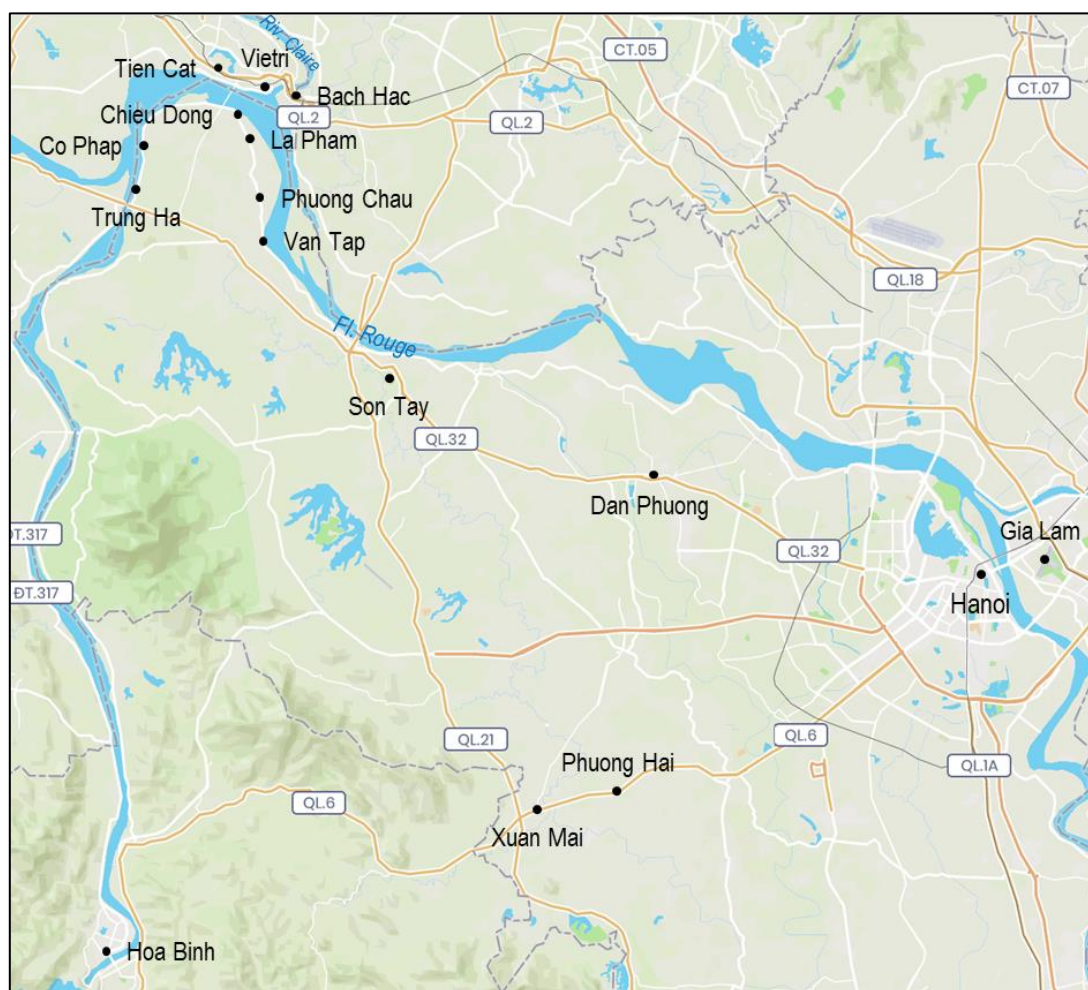 Riv. Claire
CT.05
Tien Cat
Vietri
CT.07
Bach Hac
Chieu Dong
QL.2
QL.2
Co Phap
La Pham
Trung Ha
Phuong Chau
Van Tap
QL.18
Fl. Rouge
Son Tay
QL.32
Dan Phuong
ĐT.317
QL.32
Gia Lam
ĐT.317
Hanoi
QL.21
QL.6
Phuong Hai
QL.1A
QL.6
Xuan Mai
Hoa Binh